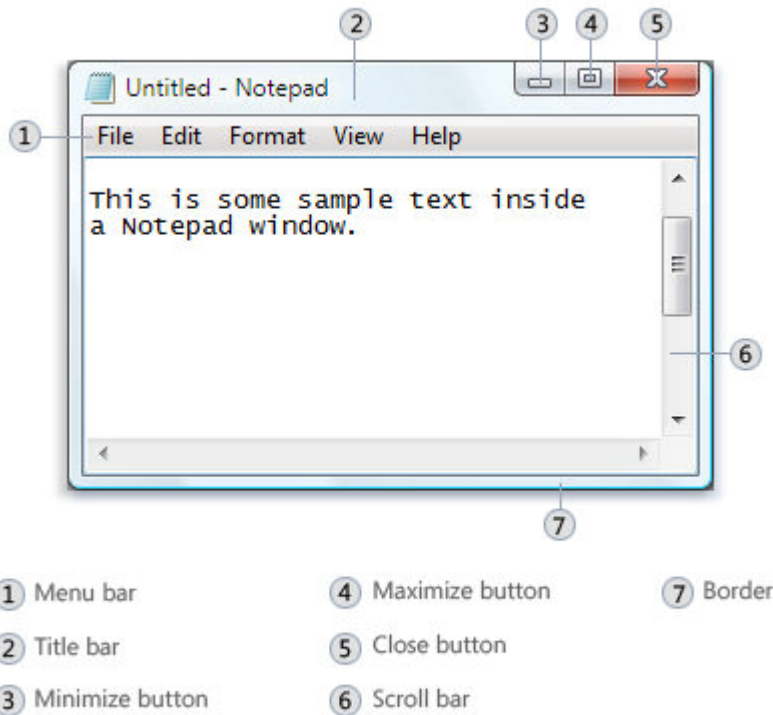 2 3 4 5
Untitled - Notepad
1
File Edit Format View Help
This is some sample text inside
a Notepad window.
6
7
1 Menu bar
4 Maximize button
7 Border
2 Title bar
5 Close button
3 Minimize button
6 Scroll bar